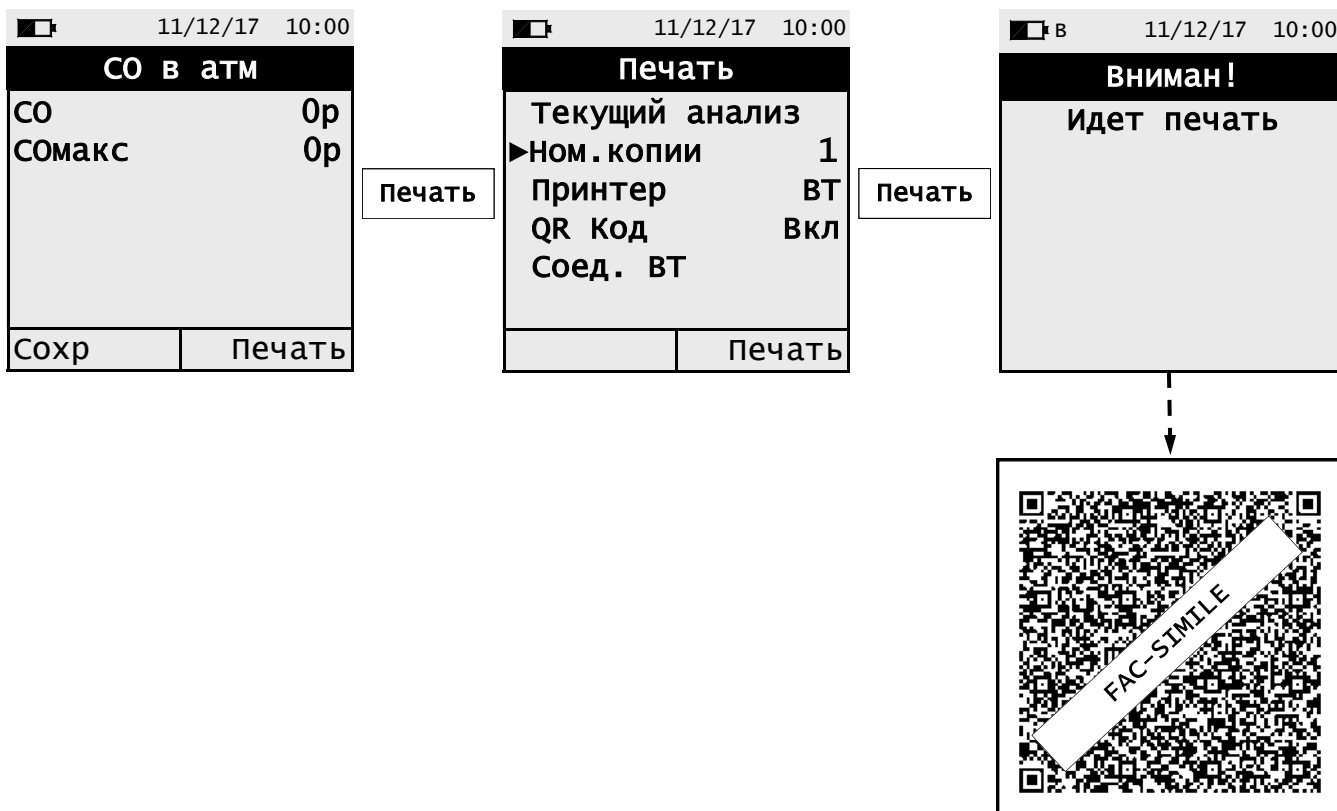 11/12/17 10:00
CO в атм
CO 0p
COмакс 0p
Сохр Печать
Печать
11/12/17 10:00
Печать
Текущий анализ
►Ном.копии 1
Принтер BT
QR Код Вкл
Соед. BT
Печать
Печать
B 11/12/17 10:00
Вниман!
Идет печать
FAC-SIMILE